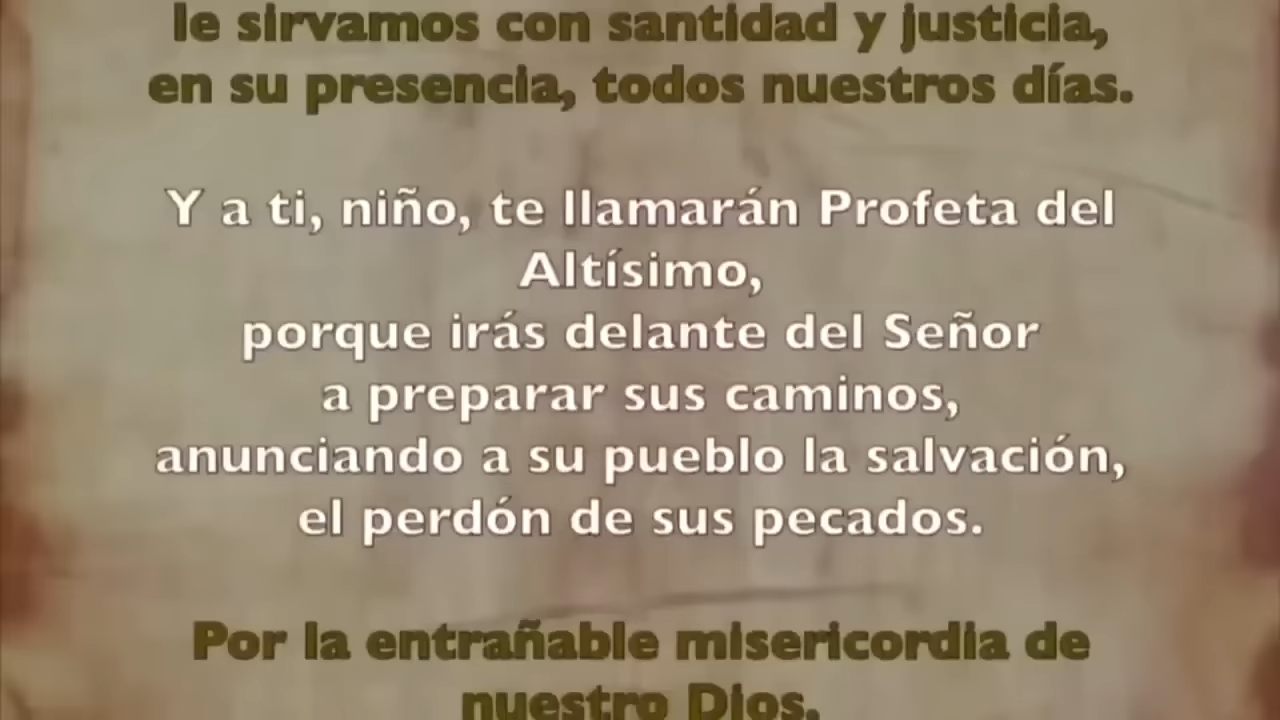 le sirvamos con santidad y justicia,
en su presencia, todos nuestros días.
Y a ti, niño, te llamarán Profeta del
Altísimo,
porque irás delante del Señor
a preparar sus caminos,
anunciando a su pueblo la salvación,
el perdón de sus pecados.
Por la entrañable misericordia de
nuestro Dios.